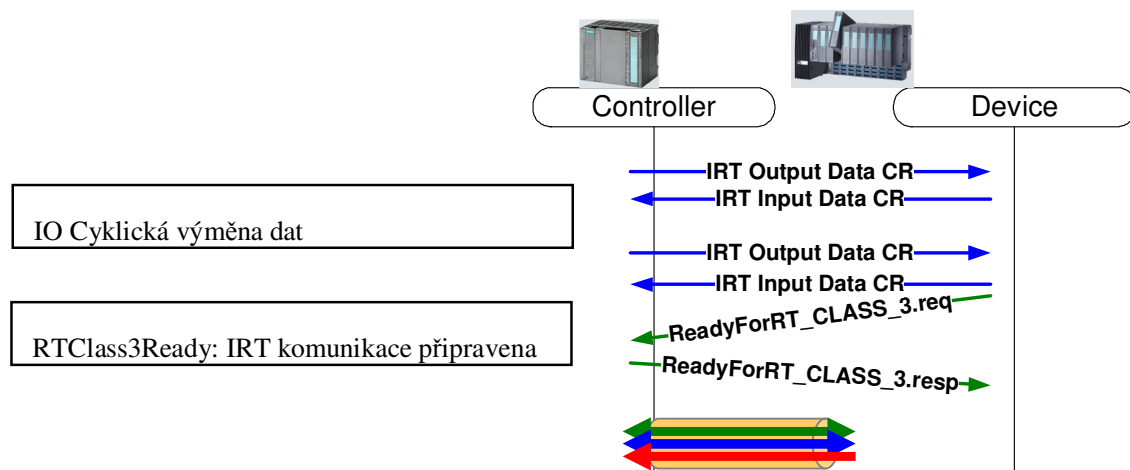 Controller
Device
IRT Output Data CR
IRT Input Data CR
IO Cyklická výměna dat
IRT Output Data CR
IRT Input Data CR
ReadyForRT_CLASS_3.req
RTClass3Ready: IRT komunikace připravena
ReadyForRT_CLASS_3.resp